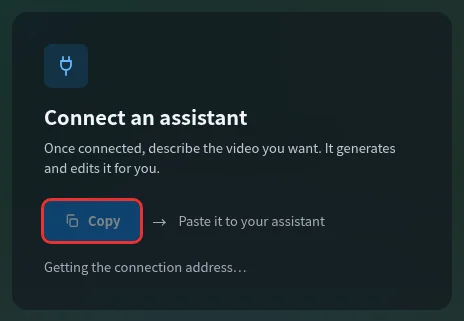 Connect an assistant
Once connected, describe the video you want. It generates
and edits it for you.
Copy → Paste it to your assistant
Getting the connection address…